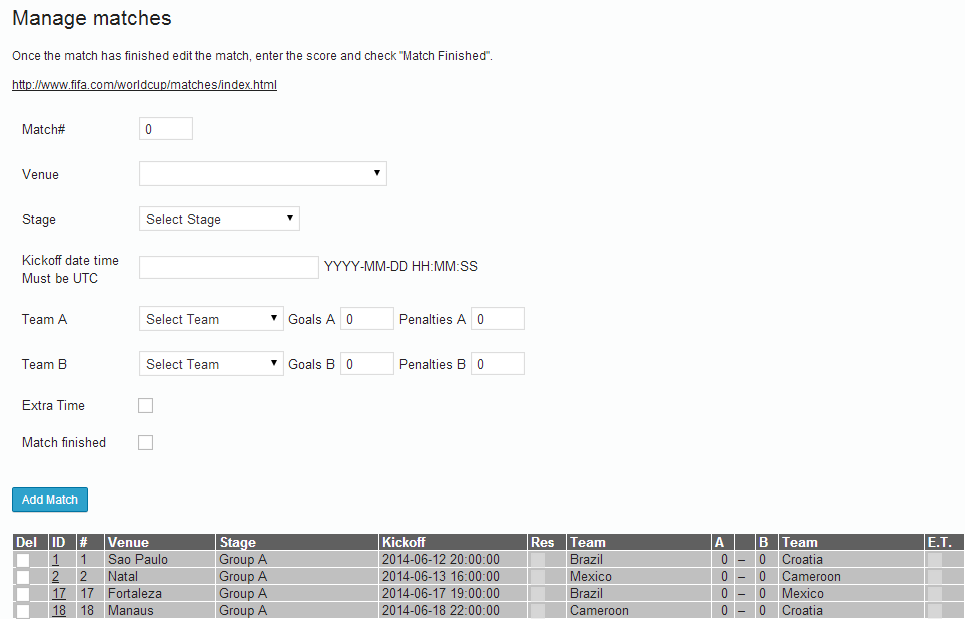 Manage matches
Once the match has finished edit the match, enter the score and check "Match Finished".
http://www.fifa.com/worldcup/matches/index.html
Match# 0
Venue
Stage Select Stage
Kickoff date time
Must be UTC YYYY-MM-DD HH:MM:SS
Team A Select Team Goals A 0 Penalties A 0
Team B Select Team Goals B 0 Penalties B 0
Extra Time
Match finished
Add Match
Del ID # Venue Stage Kickoff Res Team A B Team E.T.
1 1 Sao Paulo Group A 2014-06-12 20:00:00 Brazil 0 – 0 Croatia
2 2 Natal Group A 2014-06-13 16:00:00 Mexico 0 – 0 Cameroon
17 17 Fortaleza Group A 2014-06-17 19:00:00 Brazil 0 – 0 Mexico
18 18 Manaus Group A 2014-06-18 22:00:00 Cameroon 0 – 0 Croatia